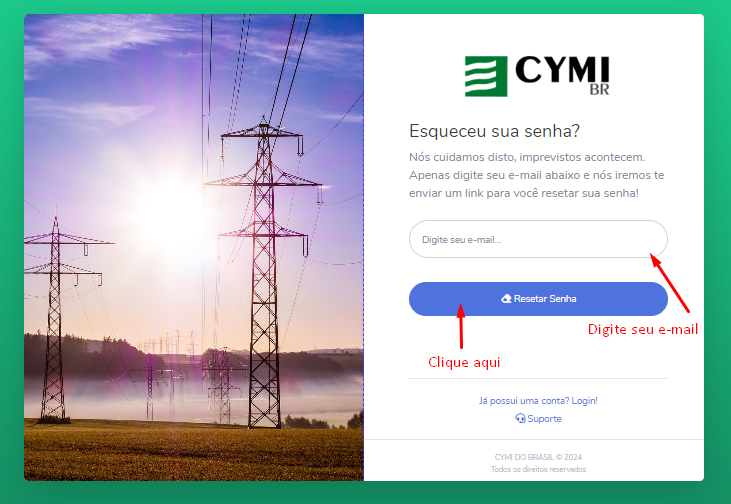 CYMI
BR
Esqueceu sua senha?
Nós cuidamos disto, imprevistos acontecem.
Apenas digite seu e-mail abaixo e nós iremos te
enviar um link para você resetar sua senha!
Digite seu e-mail...
Resetar Senha
Digite seu e-mail
Clique aqui
Já possui uma conta? Login!
Suporte
CYMI DO BRASIL © 2024
Todos os direitos reservados